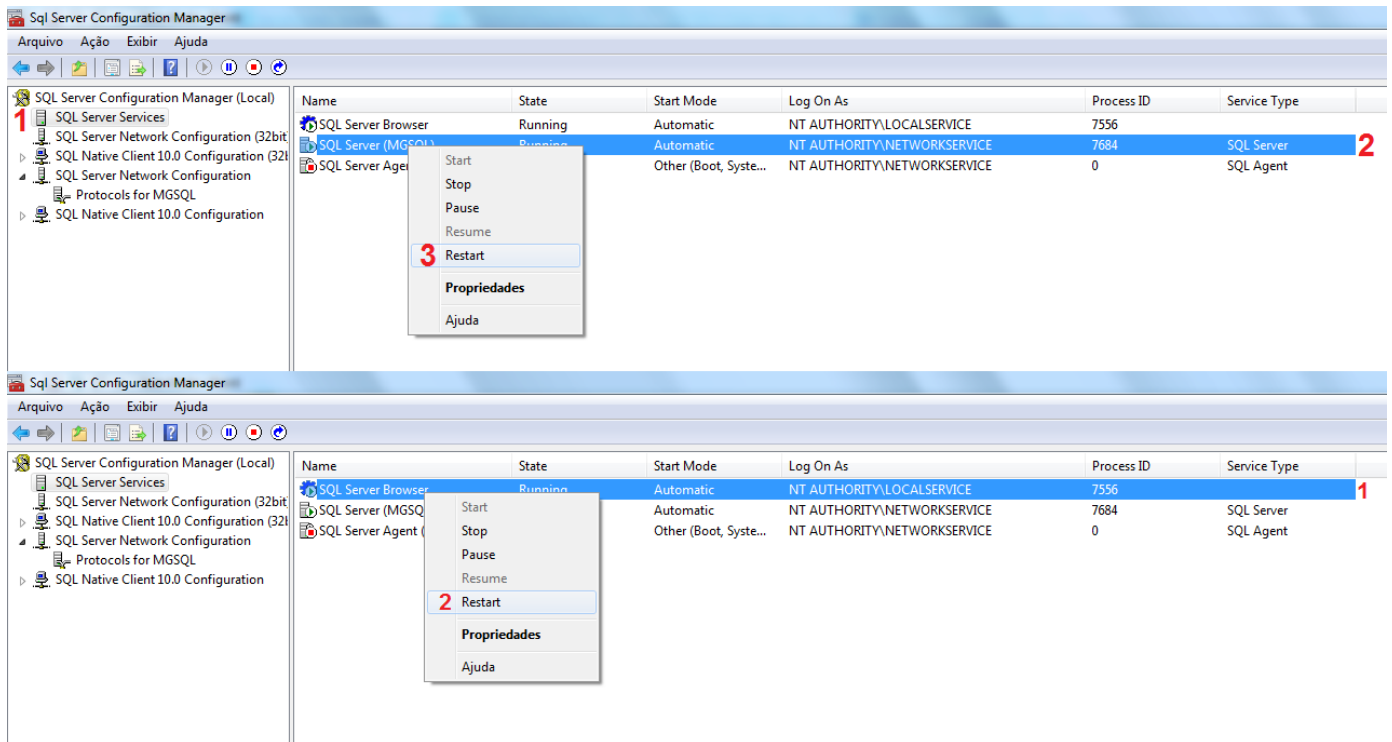 Sql Server Configuration Manager
Arquivo Ação Exibir Ajuda
SQL Server Configuration Manager (Local)
1 SQL Server Services
SQL Server Network Configuration (32bit
SQL Native Client 10.0 Configuration (32b
SQL Server Network Configuration
Protocols for MGSQL
SQL Native Client 10.0 Configuration
Name State Start Mode Log On As Process ID Service Type
SQL Server Browser Running Automatic NT AUTHORITY\LOCALSERVICE 7556
SQL Server (MGSQL) Running Automatic NT AUTHORITY\NETWORKSERVICE 7684 SQL Server 2
SQL Server Agen Other (Boot, Syste... NT AUTHORITY\NETWORKSERVICE 0 SQL Agent
Start
Stop
Pause
Resume
3 Restart
Propriedades
Ajuda
Sql Server Configuration Manager
Arquivo Ação Exibir Ajuda
SQL Server Configuration Manager (Local)
SQL Server Services
SQL Server Network Configuration (32bit
SQL Native Client 10.0 Configuration (32b
SQL Server Network Configuration
Protocols for MGSQL
SQL Native Client 10.0 Configuration
Name State Start Mode Log On As Process ID Service Type
SQL Server Browser Running Automatic NT AUTHORITY\LOCALSERVICE 7556 1
SQL Server (MGSQ Automatic NT AUTHORITY\NETWORKSERVICE 7684 SQL Server
SQL Server Agent ( Other (Boot, Syste... NT AUTHORITY\NETWORKSERVICE 0 SQL Agent
Start
Stop
Pause
Resume
2 Restart
Propriedades
Ajuda